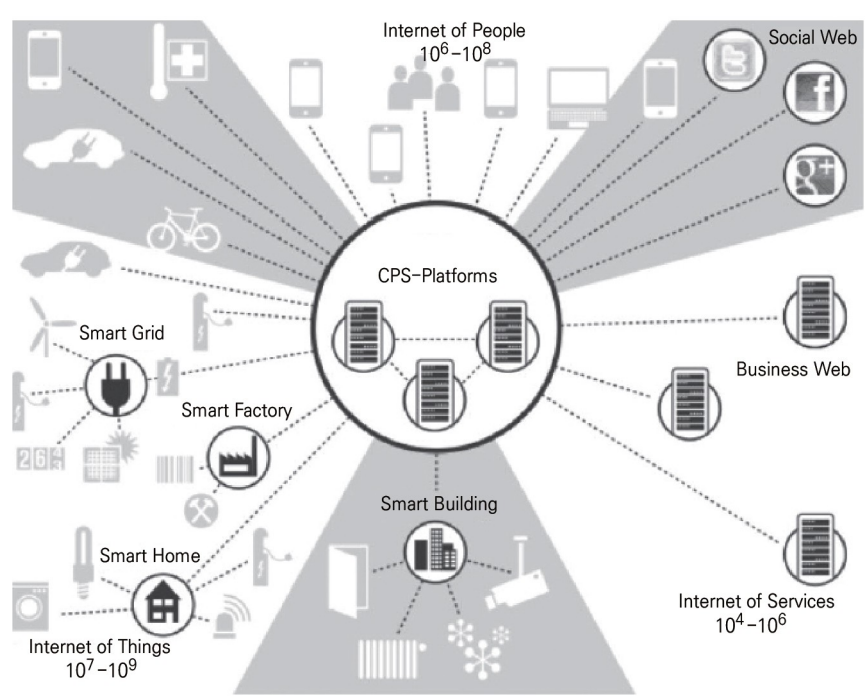 Internet of People
10⁶–10⁸
Social Web
CPS-Platforms
Smart Grid
Business Web
Smart Factory
Smart Building
Smart Home
Internet of Services
10⁴–10⁶
Internet of Things
10⁷–10⁹